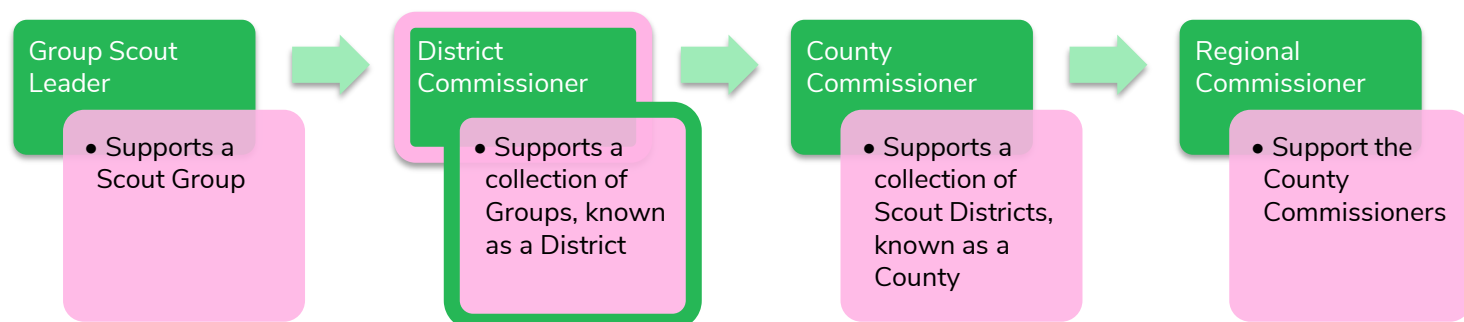 Group Scout
Leader
• Supports a
Scout Group
District
Commissioner
• Supports a
collection of
Groups, known
as a District
County
Commissioner
• Supports a
collection of
Scout Districts,
known as a
County
Regional
Commissioner
• Support the
County
Commissioners